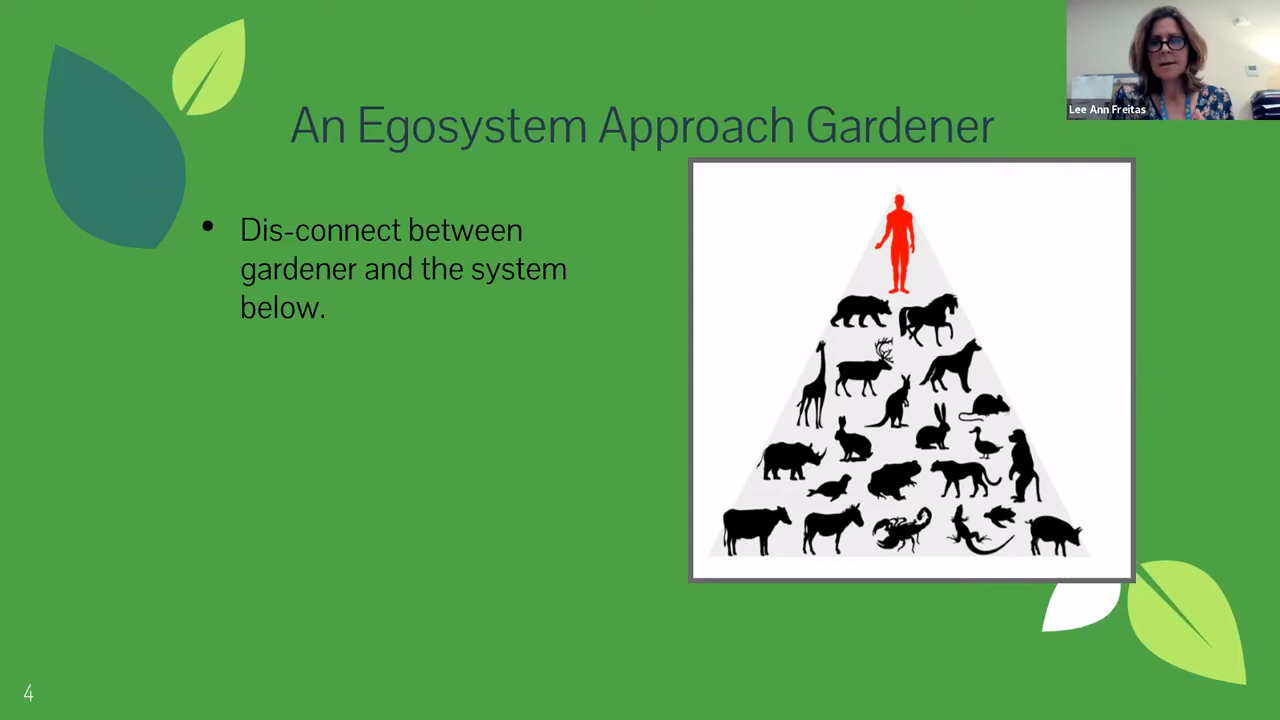 Lee Ann Freitas
An Egosystem Approach Gardener
• Dis-connect between
gardener and the system
below.
4